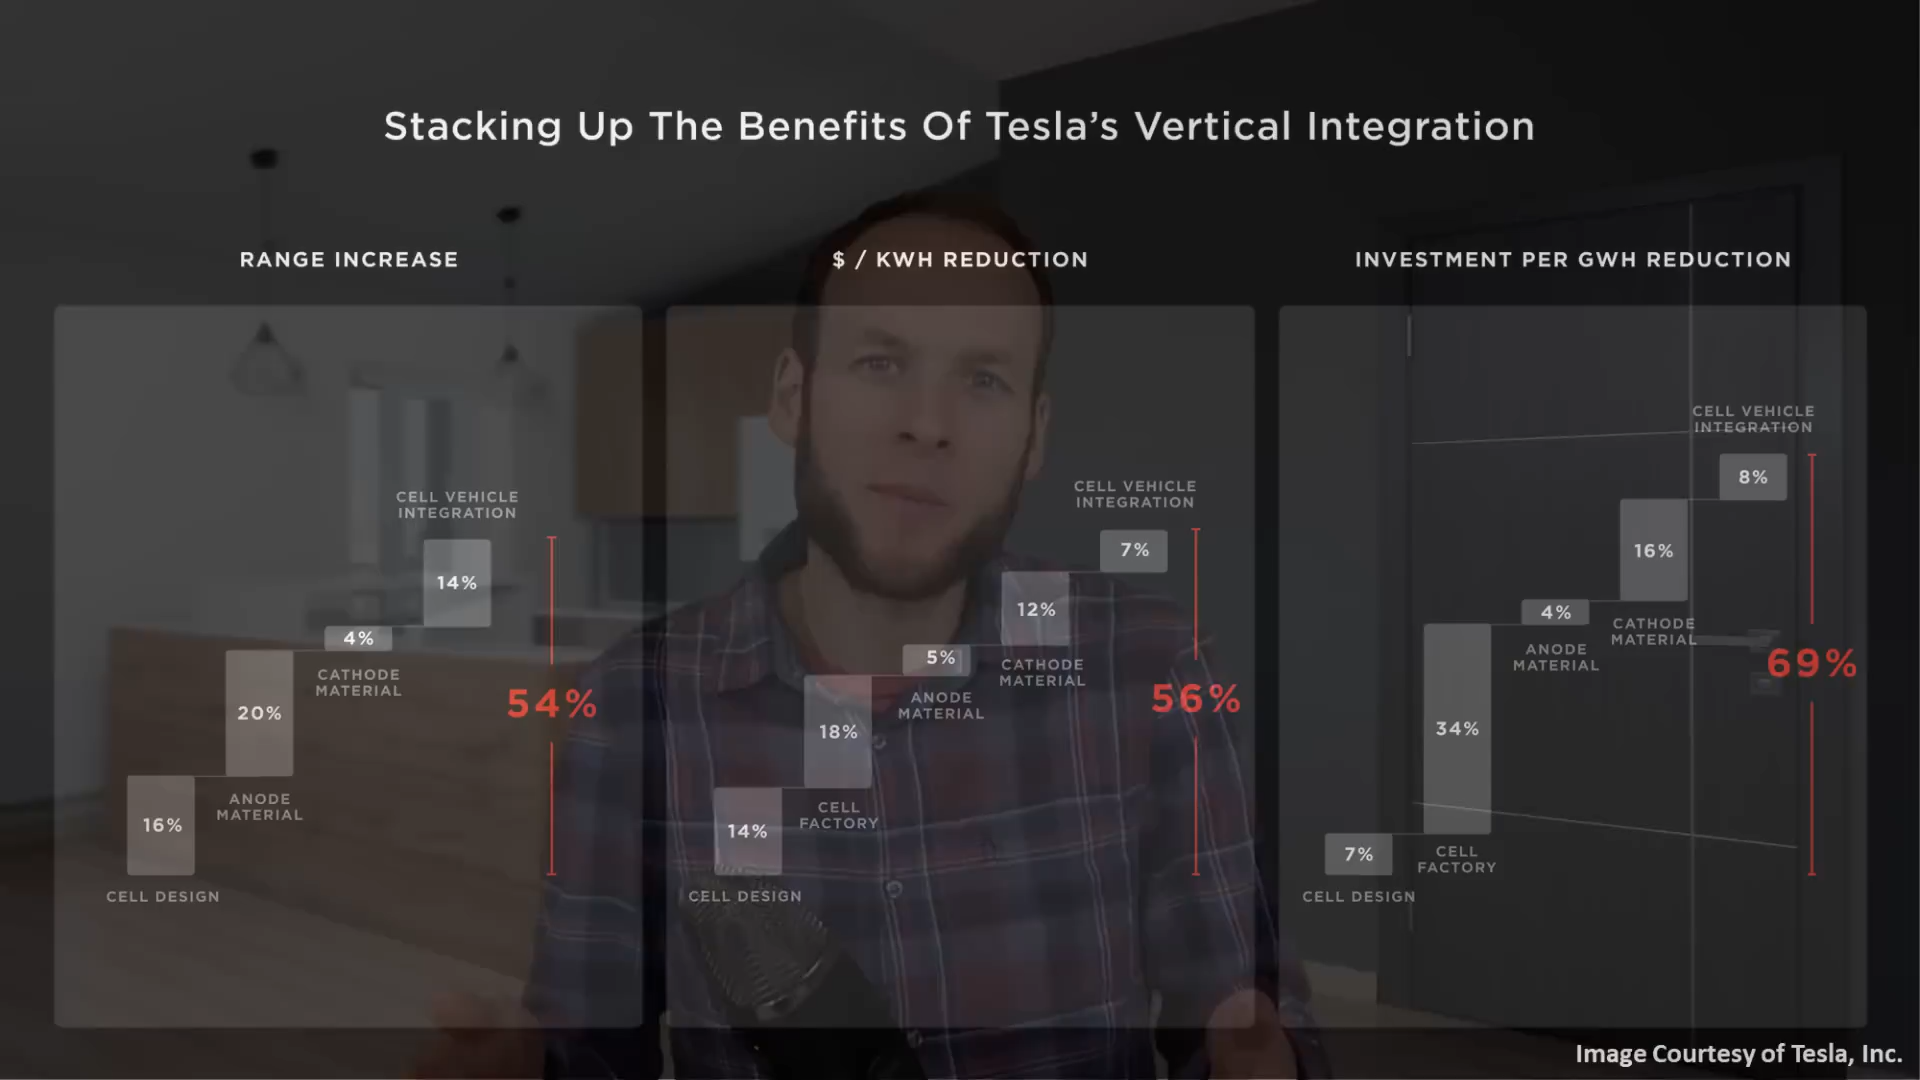 Stacking Up The Benefits Of Tesla's Vertical Integration
RANGE INCREASE
CELL VEHICLE
INTEGRATION
14%
4%
CATHODE
MATERIAL
20%
54%
ANODE
MATERIAL
16%
CELL DESIGN
$ / KWH REDUCTION
CELL VEHICLE
INTEGRATION
7%
12%
5%
CATHODE
MATERIAL
ANODE
MATERIAL
56%
18%
CELL
FACTORY
14%
CELL DESIGN
INVESTMENT PER GWH REDUCTION
CELL VEHICLE
INTEGRATION
8%
16%
4%
CATHODE
MATERIAL
ANODE
MATERIAL
69%
34%
7%
CELL
FACTORY
CELL DESIGN
Image Courtesy of Tesla, Inc.